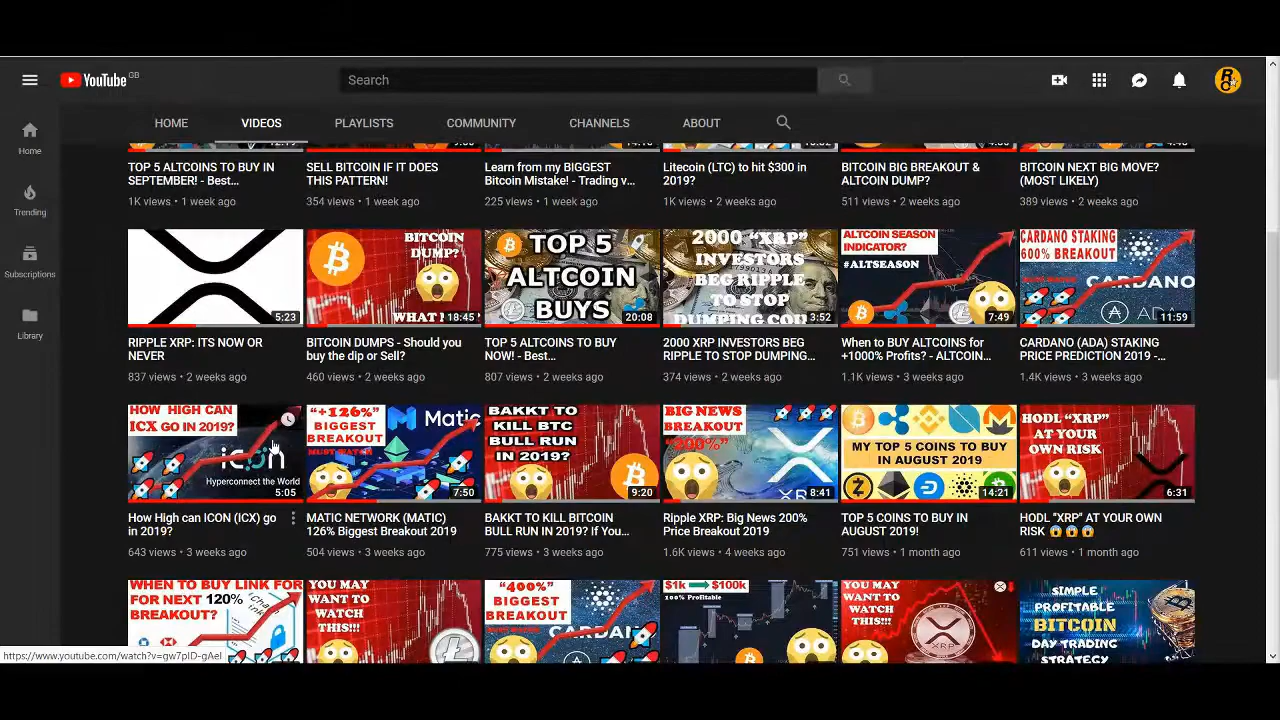 YouTube GB
Search
HOME VIDEOS PLAYLISTS COMMUNITY CHANNELS ABOUT
Home
Trending
Subscriptions
Library
TOP 5 ALTCOINS TO BUY IN
SEPTEMBER! - Best...
1K views • 1 week ago
SELL BITCOIN IF IT DOES
THIS PATTERN!
354 views • 1 week ago
Learn from my BIGGEST
Bitcoin Mistake! - Trading v...
225 views • 1 week ago
Litecoin (LTC) to hit $300 in
2019?
1K views • 2 weeks ago
BITCOIN BIG BREAKOUT &
ALTCOIN DUMP?
511 views • 2 weeks ago
BITCOIN NEXT BIG MOVE?
(MOST LIKELY)
389 views • 2 weeks ago
5:23
RIPPLE XRP: ITS NOW OR
NEVER
837 views • 2 weeks ago
BITCOIN
DUMP?
WHAT
18:45
BITCOIN DUMPS - Should you
buy the dip or Sell?
460 views • 2 weeks ago
TOP 5
ALTCOIN
BUYS
20:08
TOP 5 ALTCOINS TO BUY
NOW! - Best...
807 views • 2 weeks ago
2000 “XRP”
INVESTORS
BEG RIPPLE
TO STOP
DUMPING
3:52
2000 XRP INVESTORS BEG
RIPPLE TO STOP DUMPING...
374 views • 2 weeks ago
ALTCOIN SEASON
INDICATOR?
#ALTSEASON
7:49
When to BUY ALTCOINS for
+1000% Profits? - ALTCOIN...
1.1K views • 3 weeks ago
CARDANO STAKING
600% BREAKOUT
CARDANO
ADA
11:59
CARDANO (ADA) STAKING
PRICE PREDICTION 2019 -...
1.4K views • 3 weeks ago
HOW HIGH CAN
ICX GO IN 2019?
icon
Hyperconnect the World
5:05
How High can ICON (ICX) go
in 2019?
643 views • 3 weeks ago
“+126%”
BIGGEST
BREAKOUT
MUST WATCH
Matic
7:50
MATIC NETWORK (MATIC)
126% Biggest Breakout 2019
504 views • 3 weeks ago
BAKKT TO
KILL BTC
BULL RUN
IN 2019?
9:20
BAKKT TO KILL BITCOIN
BULL RUN IN 2019? If You...
775 views • 3 weeks ago
BIG NEWS
BREAKOUT
"200%"
8:41
Ripple XRP: Big News 200%
Price Breakout 2019
1.6K views • 4 weeks ago
MY TOP 5 COINS TO BUY
IN AUGUST 2019
14:21
TOP 5 COINS TO BUY IN
AUGUST 2019!
751 views • 1 month ago
HODL “XRP”
AT YOUR
OWN RISK
6:31
HODL "XRP" AT YOUR OWN
RISK 😱😱😱
611 views • 1 month ago
WHEN TO BUY LINK FOR
FOR NEXT 120%
BREAKOUT?
YOU MAY
WANT TO
WATCH
THIS!!!
“400%”
BIGGEST
BREAKOUT
$1k $100k
100% Profitable
YOU MAY
WANT TO
WATCH
THIS!!!
XRP
SIMPLE
PROFITABLE
BITCOIN
DAY TRADING
STRATEGY
https://www.youtube.com/watch?v=gw7pID-gAeI